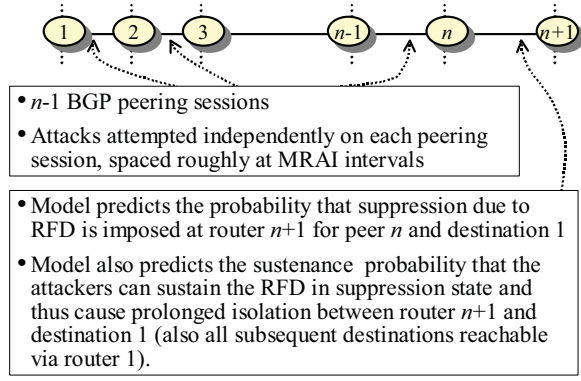 1 2 3 n-1 n n+1
• n-1 BGP peering sessions
• Attacks attempted independently on each peering
session, spaced roughly at MRAI intervals
• Model predicts the probability that suppression due to
RFD is imposed at router n+1 for peer n and destination 1
• Model also predicts the sustenance probability that the
attackers can sustain the RFD in suppression state and
thus cause prolonged isolation between router n+1 and
destination 1 (also all subsequent destinations reachable
via router 1).